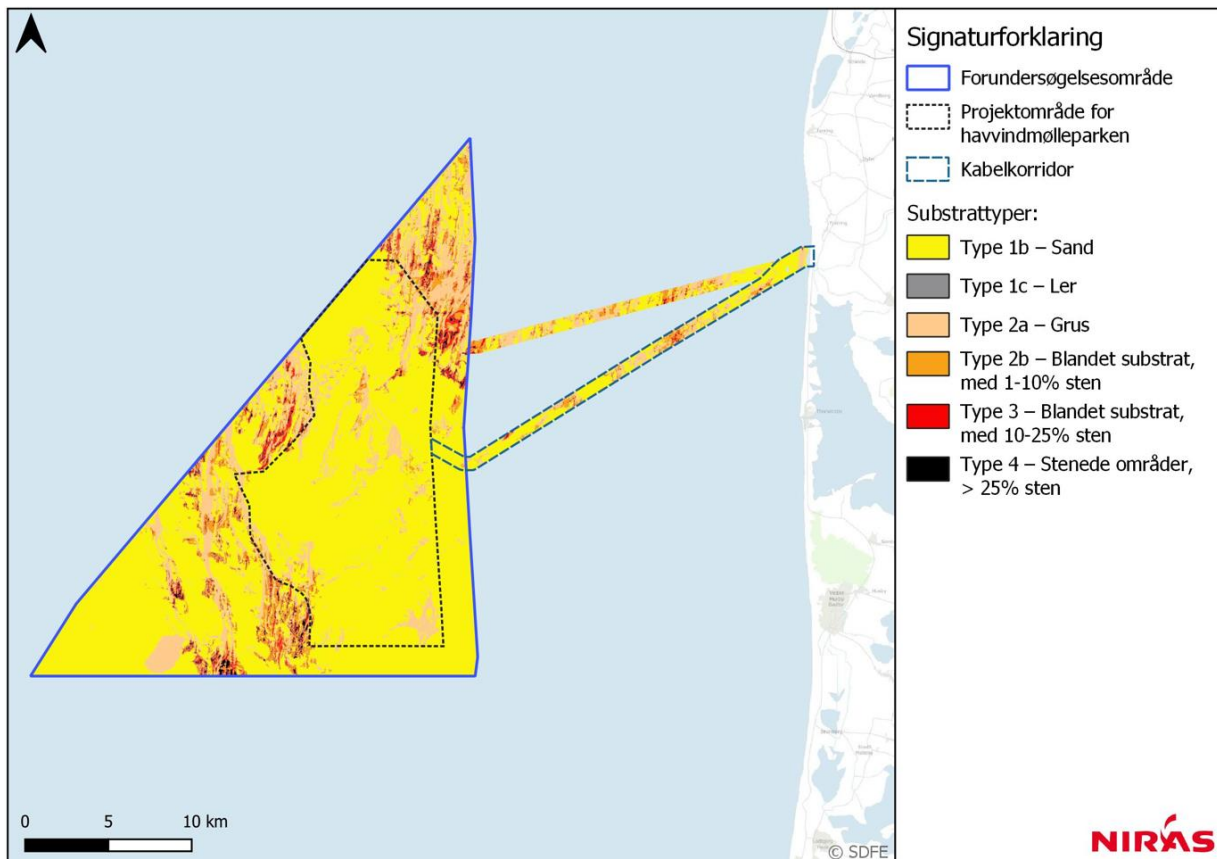 Signaturforklaring
Forundersøgelsesområde
Projektområde for
havvindmølleparken
Kabelkorridor
Substrattyper:
Type 1b – Sand
Type 1c – Ler
Type 2a – Grus
Type 2b – Blandet substrat,
med 1-10% sten
Type 3 – Blandet substrat,
med 10-25% sten
Type 4 – Stenede områder,
> 25% sten
0 5 10 km
© SDFE
NIRAS